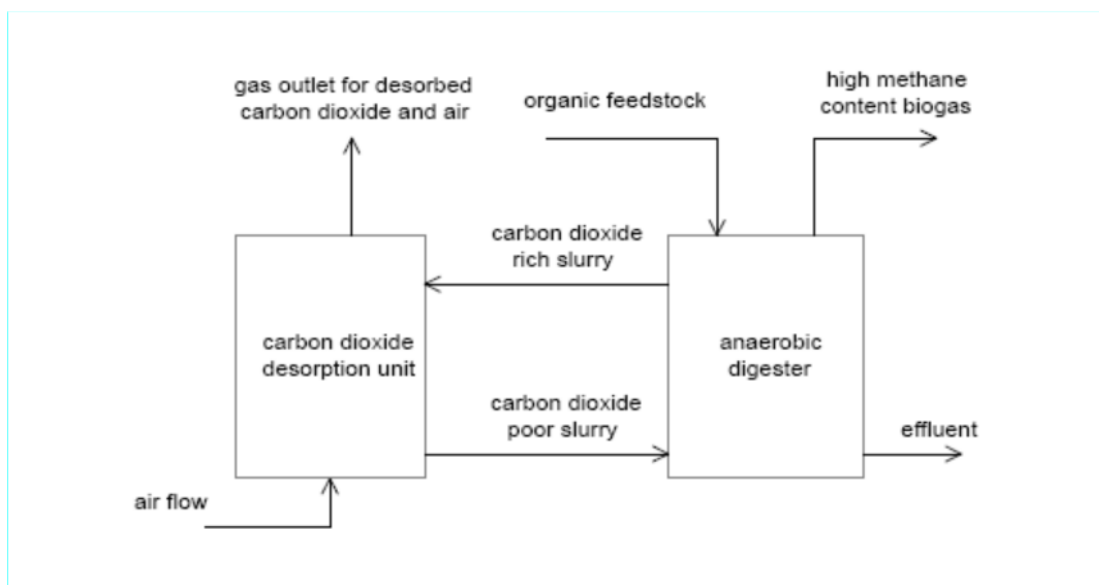 gas outlet for desorbed
carbon dioxide and air
organic feedstock
high methane
content biogas
carbon dioxide
rich slurry
carbon dioxide
desorption unit
anaerobic
digester
carbon dioxide
poor slurry
effluent
air flow